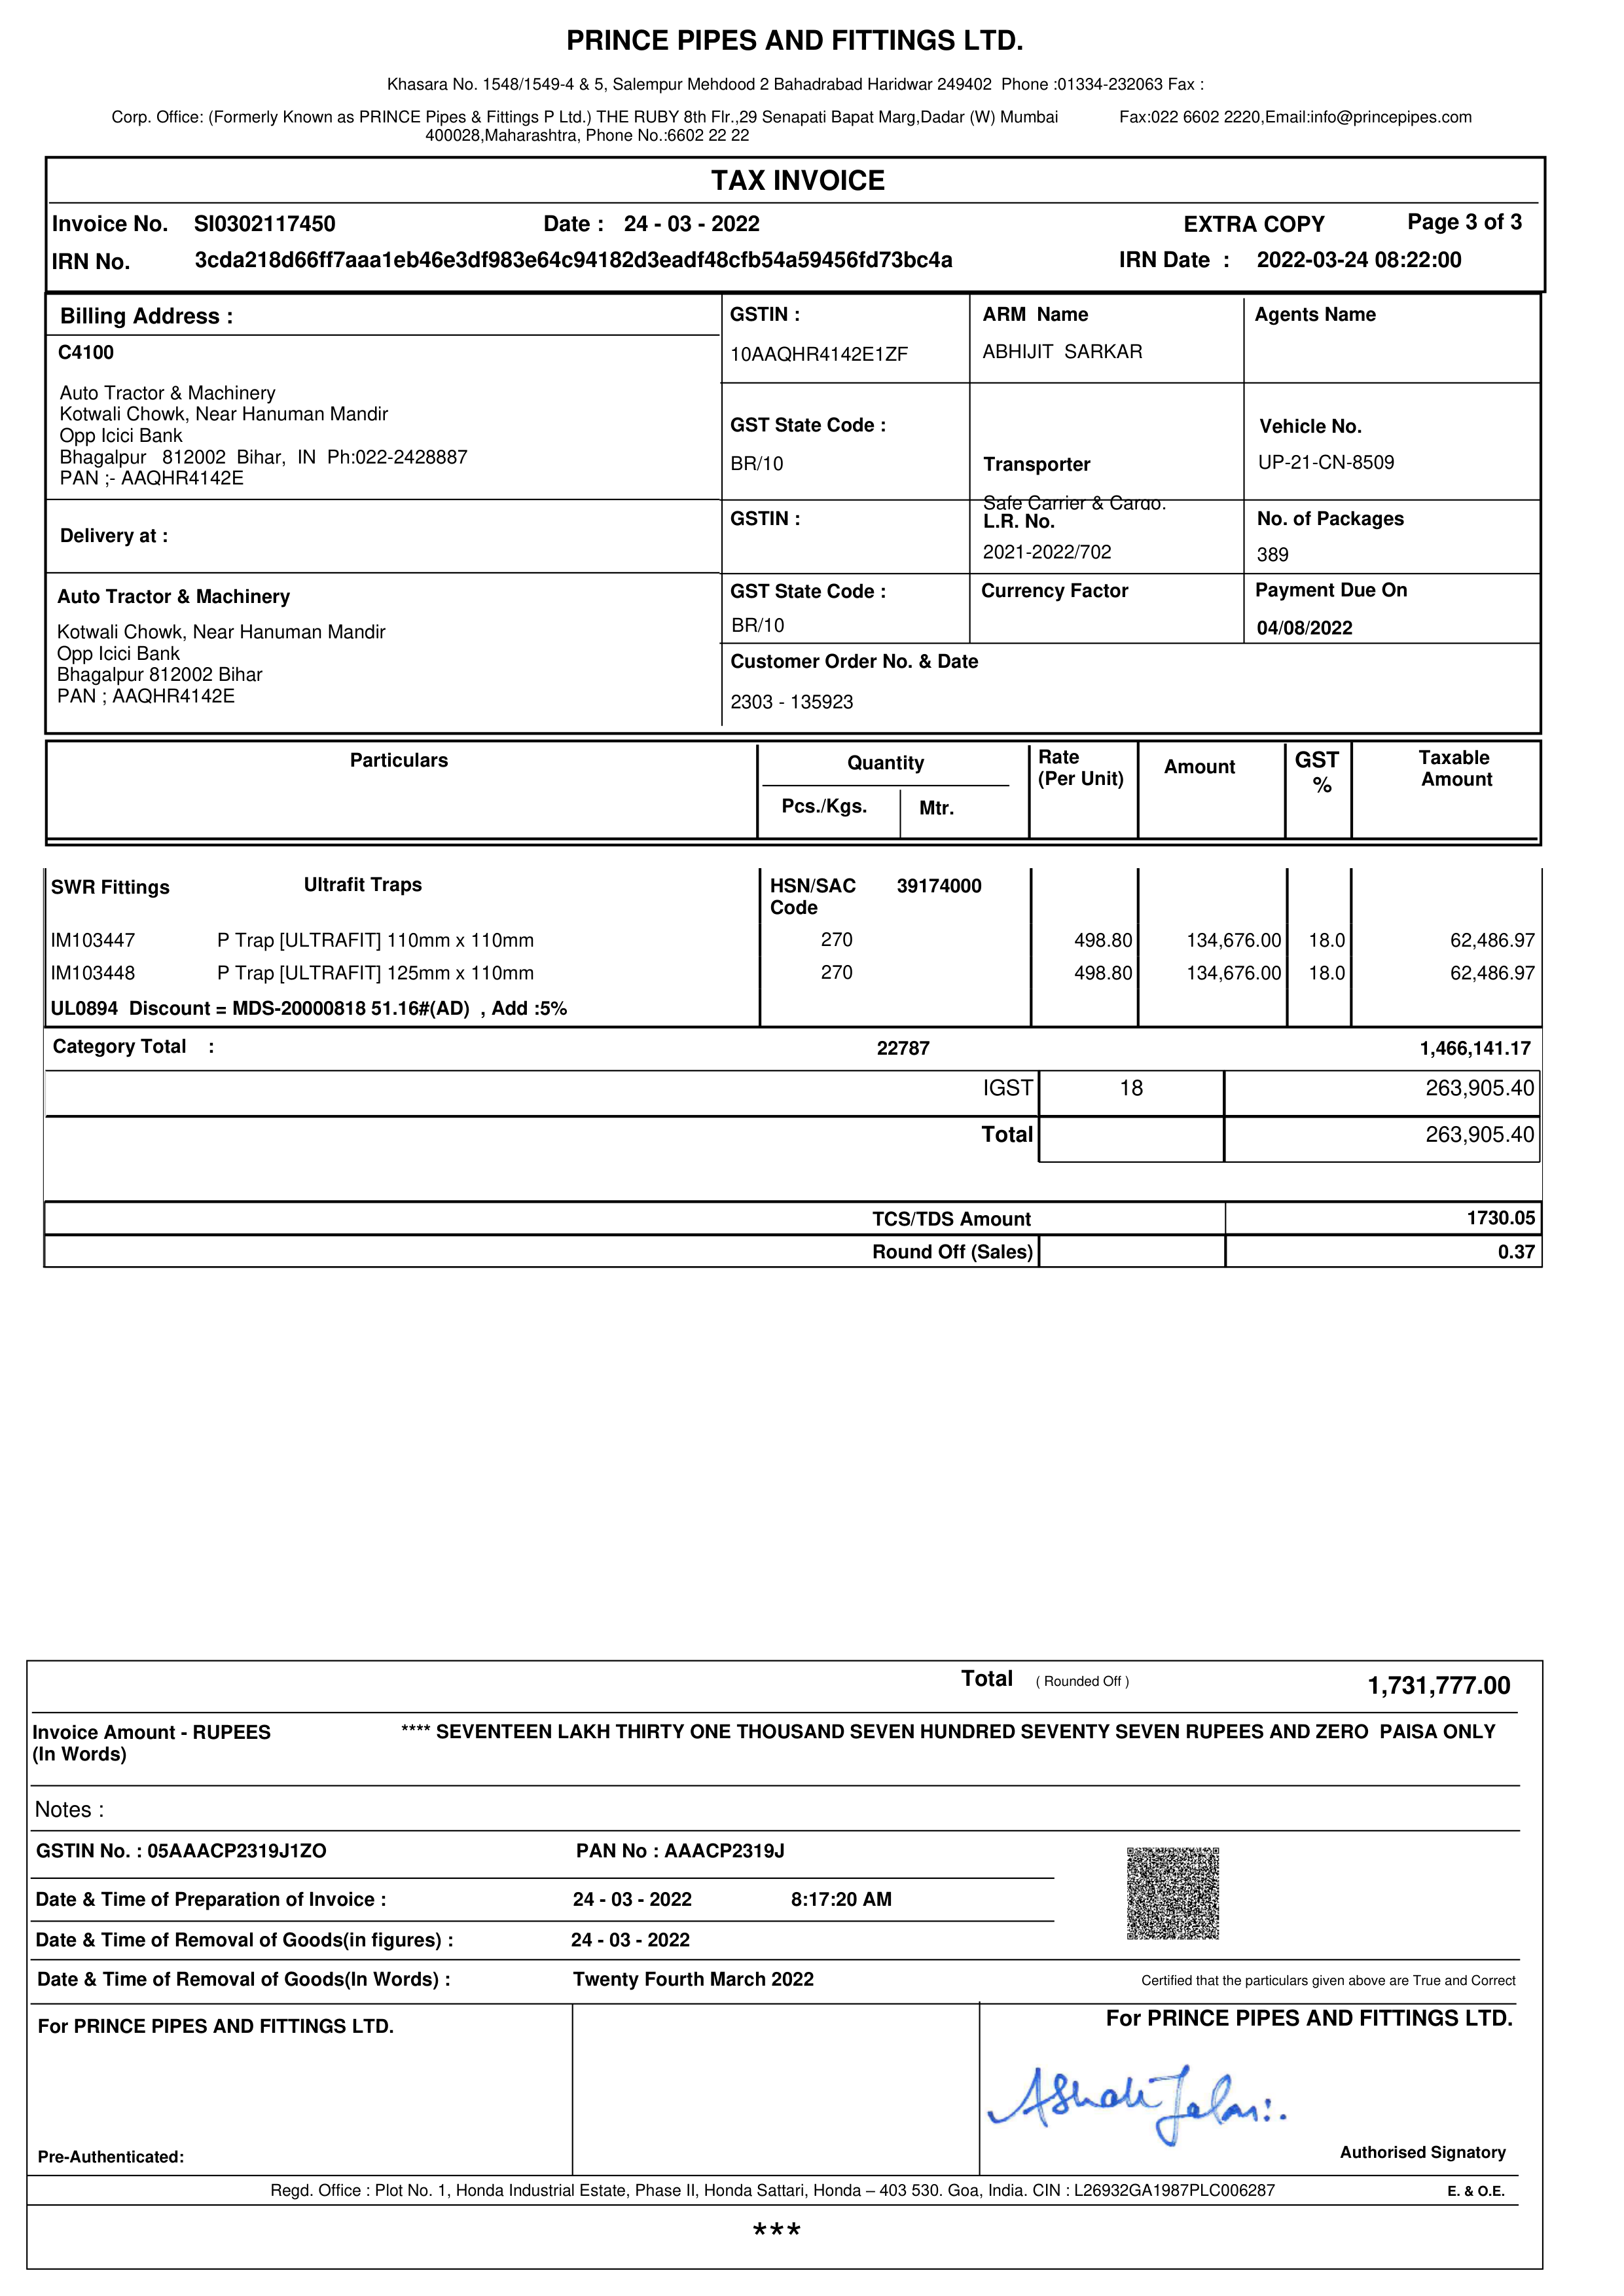 PRINCE PIPES AND FITTINGS LTD.
Khasara No. 1548/1549-4 & 5, Salempur Mehdood 2 Bahadrabad Haridwar 249402 Phone :01334-232063 Fax :
Corp. Office: (Formerly Known as PRINCE Pipes & Fittings P Ltd.) THE RUBY 8th Flr.,29 Senapati Bapat Marg,Dadar (W) Mumbai Fax:022 6602 2220,Email:info@princepipes.com
400028,Maharashtra, Phone No.:6602 22 22
TAX INVOICE
Invoice No. SI0302117450 Date : 24 - 03 - 2022 EXTRA COPY Page 3 of 3
IRN No. 3cda218d66ff7aaa1eb46e3df983e64c94182d3eadf48cfb54a59456fd73bc4a IRN Date : 2022-03-24 08:22:00
Billing Address :
C4100
Auto Tractor & Machinery
Kotwali Chowk, Near Hanuman Mandir
Opp Icici Bank
Bhagalpur 812002 Bihar, IN Ph:022-2428887
PAN ;- AAQHR4142E
GSTIN :
10AAQHR4142E1ZF
ARM Name
ABHIJIT SARKAR
Agents Name
GST State Code :
BR/10
Transporter
Safe Carrier & Cargo.
Vehicle No.
UP-21-CN-8509
Delivery at :
GSTIN :
L.R. No.
2021-2022/702
No. of Packages
389
Auto Tractor & Machinery
Kotwali Chowk, Near Hanuman Mandir
Opp Icici Bank
Bhagalpur 812002 Bihar
PAN ; AAQHR4142E
GST State Code :
BR/10
Currency Factor
Payment Due On
04/08/2022
Customer Order No. & Date
2303 - 135923
Particulars Quantity Rate (Per Unit) Amount GST % Taxable Amount
Pcs./Kgs. Mtr.
SWR Fittings Ultrafit Traps HSN/SAC Code 39174000
IM103447 P Trap [ULTRAFIT] 110mm x 110mm 270 498.80 134,676.00 18.0 62,486.97
IM103448 P Trap [ULTRAFIT] 125mm x 110mm 270 498.80 134,676.00 18.0 62,486.97
UL0894 Discount = MDS-20000818 51.16#(AD) , Add :5%
Category Total : 22787 1,466,141.17
IGST 18 263,905.40
Total 263,905.40
TCS/TDS Amount 1730.05
Round Off (Sales) 0.37
Total ( Rounded Off ) 1,731,777.00
Invoice Amount - RUPEES **** SEVENTEEN LAKH THIRTY ONE THOUSAND SEVEN HUNDRED SEVENTY SEVEN RUPEES AND ZERO PAISA ONLY
(In Words)
Notes :
GSTIN No. : 05AAACP2319J1ZO PAN No : AAACP2319J
Date & Time of Preparation of Invoice : 24 - 03 - 2022 8:17:20 AM
Date & Time of Removal of Goods(in figures) : 24 - 03 - 2022
Date & Time of Removal of Goods(In Words) : Twenty Fourth March 2022 Certified that the particulars given above are True and Correct
For PRINCE PIPES AND FITTINGS LTD. For PRINCE PIPES AND FITTINGS LTD.
Pre-Authenticated: Authorised Signatory
Regd. Office : Plot No. 1, Honda Industrial Estate, Phase II, Honda Sattari, Honda – 403 530. Goa, India. CIN : L26932GA1987PLC006287 E. & O.E.
***